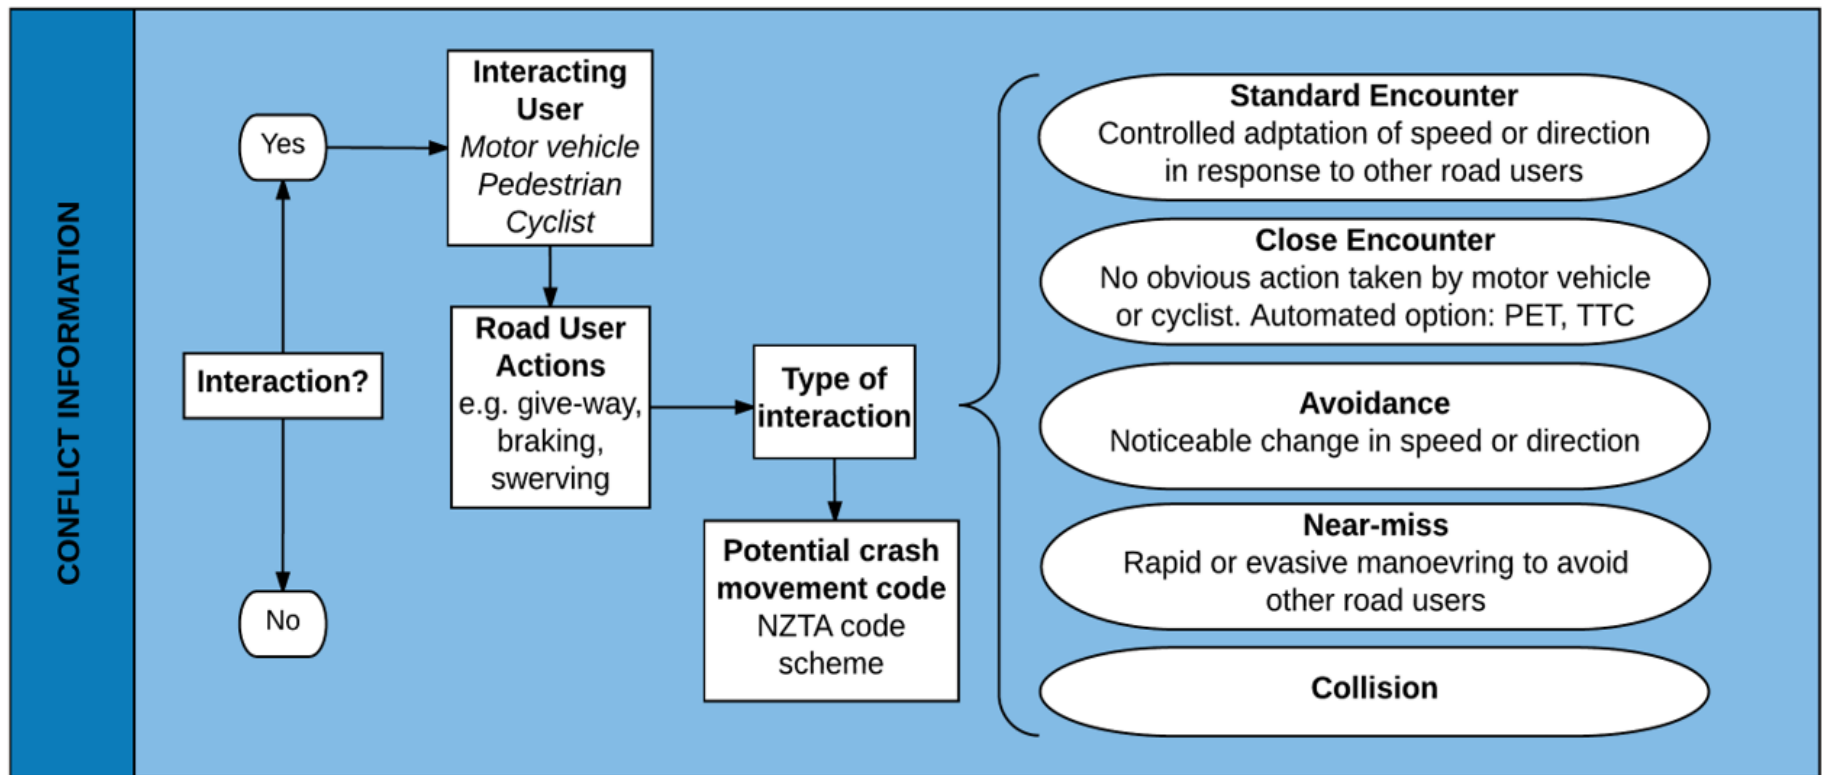 CONFLICT INFORMATION
Yes
Interaction?
No
Interacting
User
Motor vehicle
Pedestrian
Cyclist
Road User
Actions
e.g. give-way,
braking,
swerving
Type of
interaction
Potential crash
movement code
NZTA code
scheme
Standard Encounter
Controlled adptation of speed or direction
in response to other road users
Close Encounter
No obvious action taken by motor vehicle
or cyclist. Automated option: PET, TTC
Avoidance
Noticeable change in speed or direction
Near-miss
Rapid or evasive manoevring to avoid
other road users
Collision